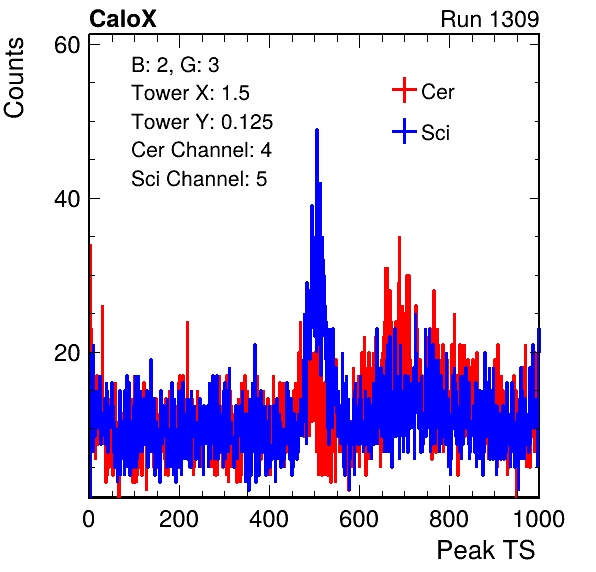 CaloX Run 1309
Counts
60
40
20
B: 2, G: 3
Tower X: 1.5
Tower Y: 0.125
Cer Channel: 4
Sci Channel: 5
Cer
Sci
0 200 400 600 800 1000
Peak TS